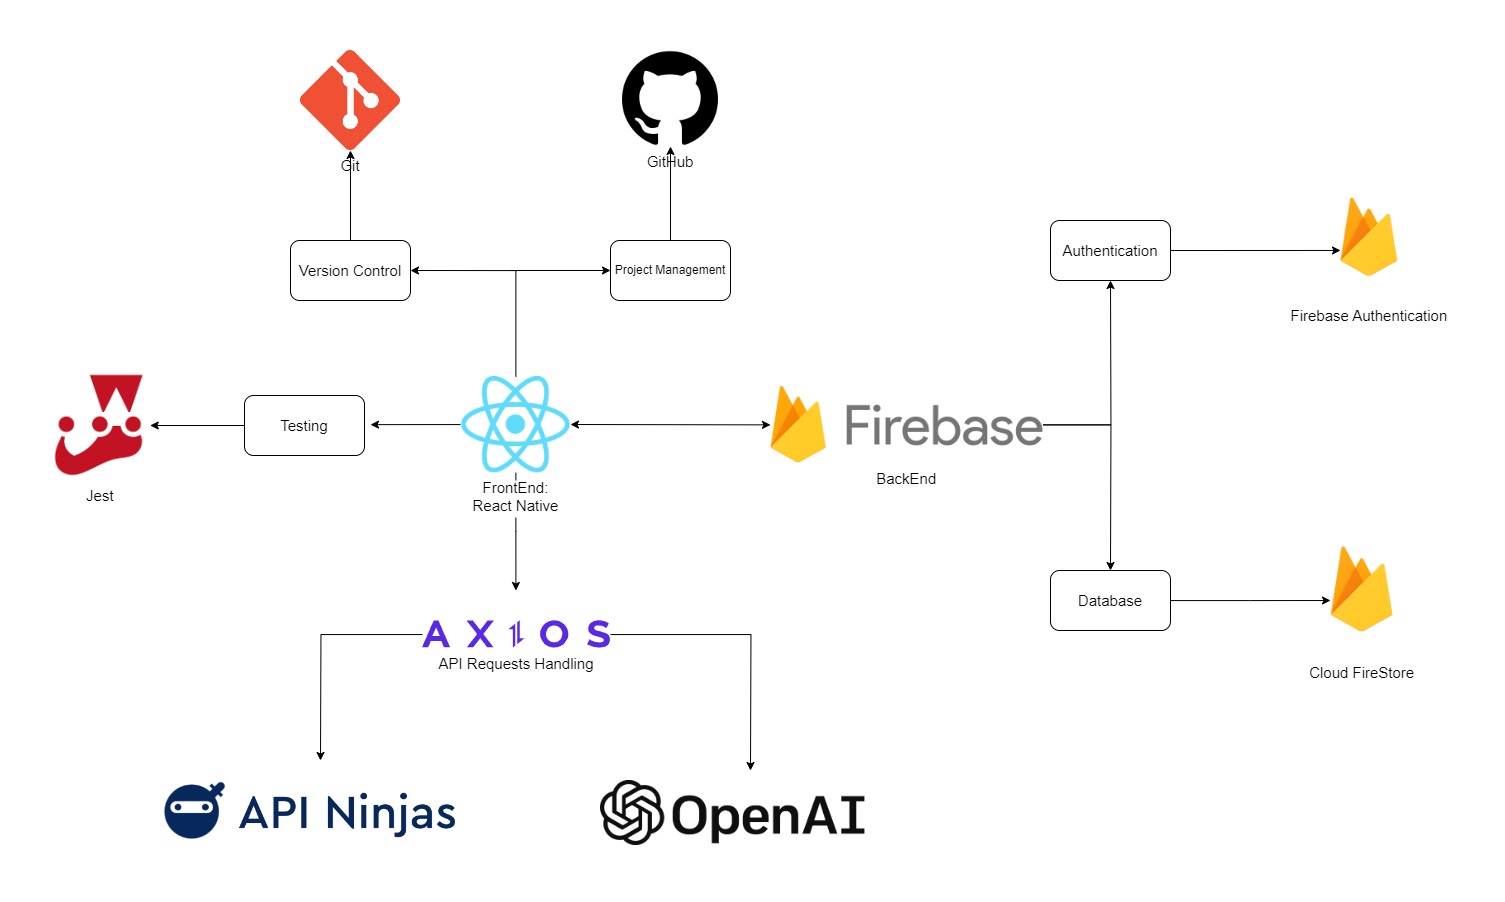 Git
GitHub
Version Control
Project Management
Authentication
Firebase Authentication
Testing
Jest
FrontEnd:
React Native
Firebase
BackEnd
Database
Cloud FireStore
AXIOS
API Requests Handling
API Ninjas
OpenAI